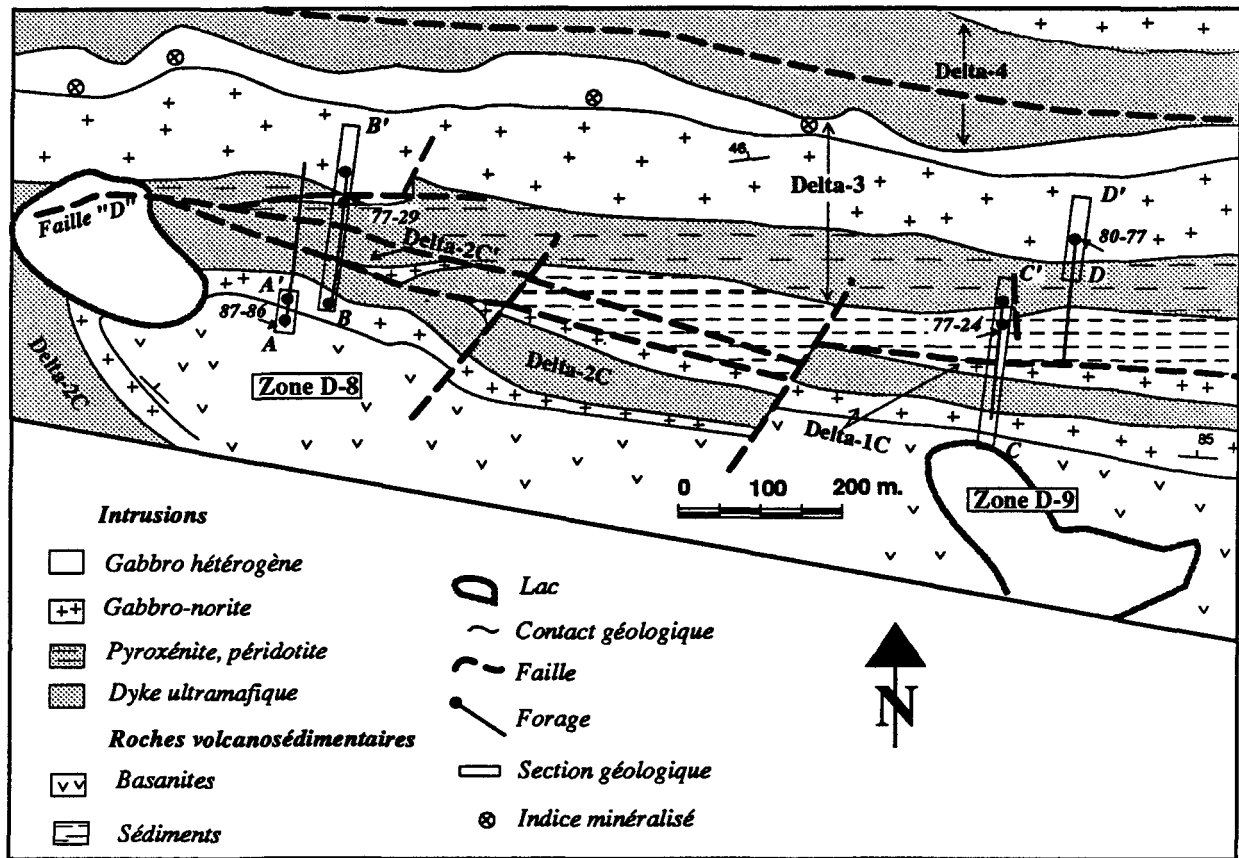 Delta-4
B'
46
Delta-3
D'
Faille "D"
77-29
80-77
Delta-2C'
?
C'
D
A'
87-86
B
?
77-24
A
Delta-2C
Zone D-8
Delta-2C
Delta-1C
85
C
0 100 200 m.
Zone D-9
Intrusions
Gabbro hétérogène
Gabbro-norite
Pyroxénite, péridotite
Dyke ultramafique
Roches volcanosédimentaires
Basanites
Sédiments
Lac
Contact géologique
Faille
Forage
Section géologique
Indice minéralisé
N